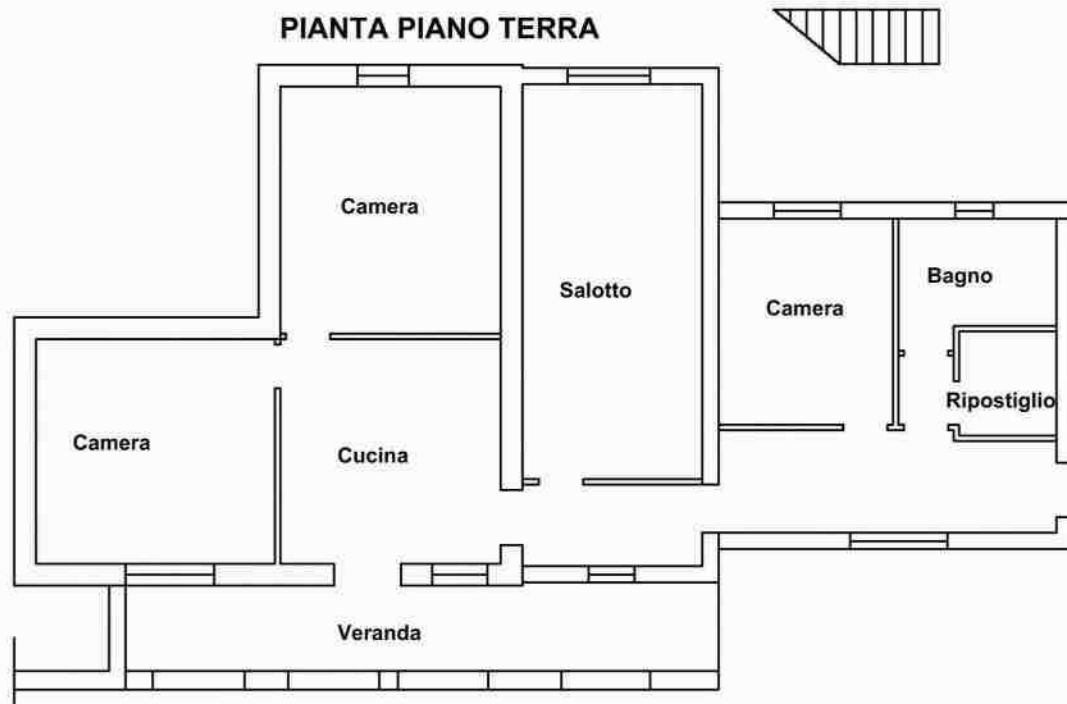 PIANTA PIANO TERRA
Camera
Salotto
Bagno
Camera
Ripostiglio
Camera
Cucina
Veranda